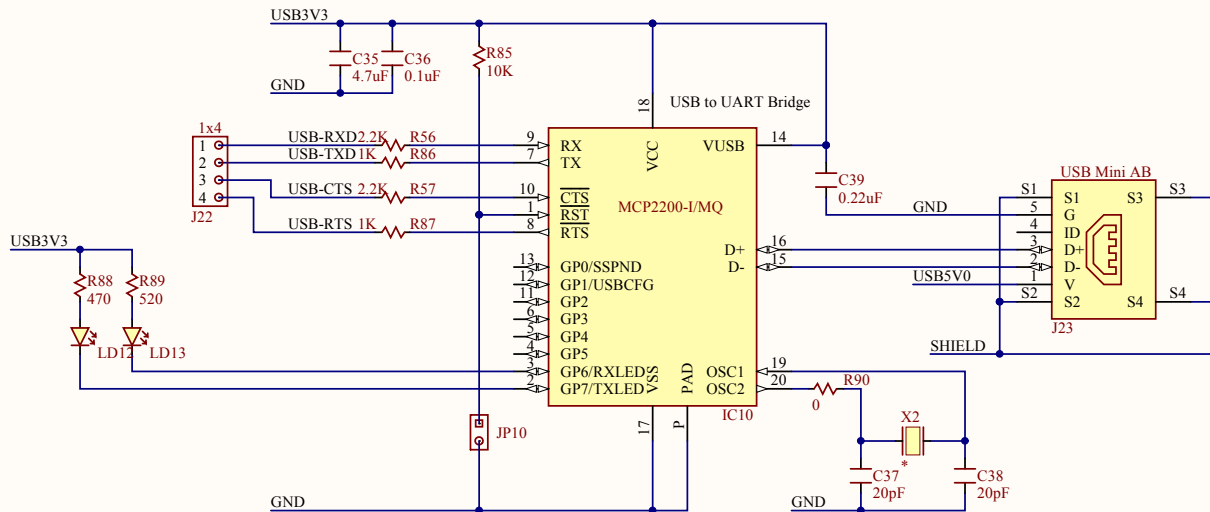 USB3V3
C35
4.7uF
C36
0.1uF
R85
10K
GND
18
USB to UART Bridge
1x4
1
2
3
4
J22
USB-RXD 2.2K R56 9 RX
USB-TXD 1K R86 7 TX
USB-CTS 2.2K R57 10 CTS
1 RST
USB-RTS 1K R87 8 RTS
VCC
VUSB 14
MCP2200-I/MQ
C39
0.22uF
GND
USB Mini AB
S1 S1 S3 S3
5 G
4 ID
3 D+
2 D-
1 V
S2 S2 S4 S4
J23
D+ 16
D- 15
USB5V0
SHIELD
USB3V3
R88
470
R89
520
LD12
LD13
13 GP0/SSPND
12 GP1/USBCFG
11 GP2
6 GP3
5 GP4
4 GP5
3 GP6/RXLED
2 GP7/TXLED
VSS
PAD
OSC1 19
OSC2 20
R90
0
IC10
17
P
JP10
X2
*
C37
20pF
C38
20pF
GND
GND